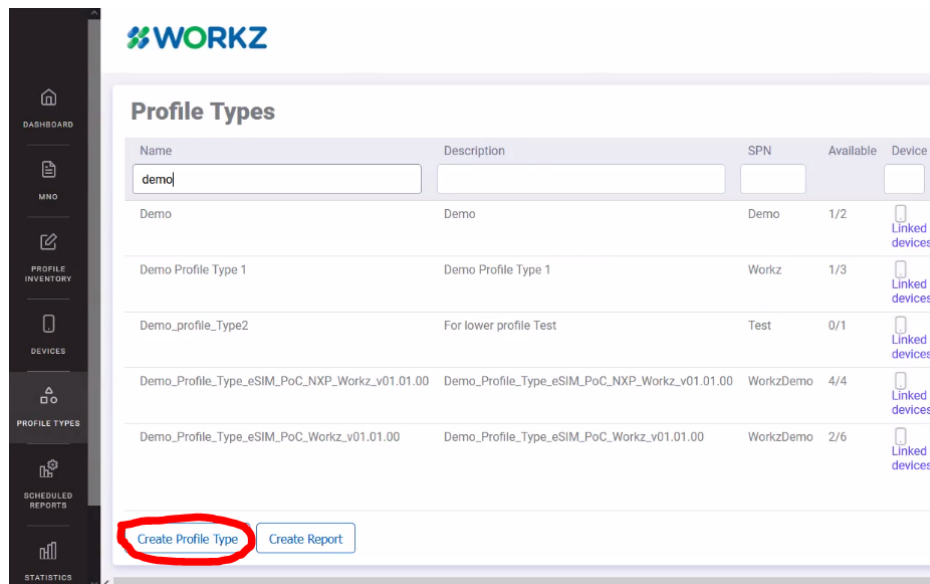 WORKZ
DASHBOARD
MNO
PROFILE
INVENTORY
DEVICES
PROFILE TYPES
SCHEDULED
REPORTS
STATISTICS
Profile Types
Name Description SPN Available Device
demo
Demo Demo Demo 1/2 Linked
devices
Demo Profile Type 1 Demo Profile Type 1 Workz 1/3 Linked
devices
Demo_profile_Type2 For lower profile Test Test 0/1 Linked
devices
Demo_Profile_Type_eSIM_PoC_NXP_Workz_v01.01.00 Demo_Profile_Type_eSIM_PoC_NXP_Workz_v01.01.00 WorkzDemo 4/4 Linked
devices
Demo_Profile_Type_eSIM_PoC_Workz_v01.01.00 Demo_Profile_Type_eSIM_PoC_Workz_v01.01.00 WorkzDemo 2/6 Linked
devices
Create Profile Type Create Report